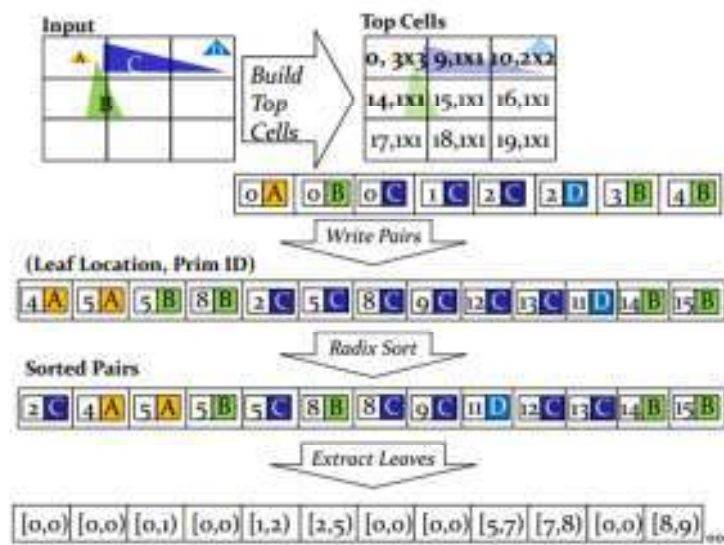 Input
Top Cells
A
C
D
B
Build
Top
Cells
0, 3x3 9,1x1 10,2x2
14,1x1 15,1x1 16,1x1
17,1x1 18,1x1 19,1x1
0 A 0 B 0 C 1 C 2 C 2 D 3 B 4 B
Write Pairs
(Leaf Location, Prim ID)
4 A 5 A 5 B 8 B 2 C 5 C 8 C 9 C 12 C 13 C 11 D 14 B 15 B
Radix Sort
Sorted Pairs
2 C 4 A 5 A 5 B 5 C 8 B 8 C 9 C 11 D 12 C 13 C 14 B 15 B
Extract Leaves
[0,0) [0,0) [0,1) [0,0) [1,2) [2,5) [0,0) [0,0) [5,7) [7,8) [0,0) [8,9) ...